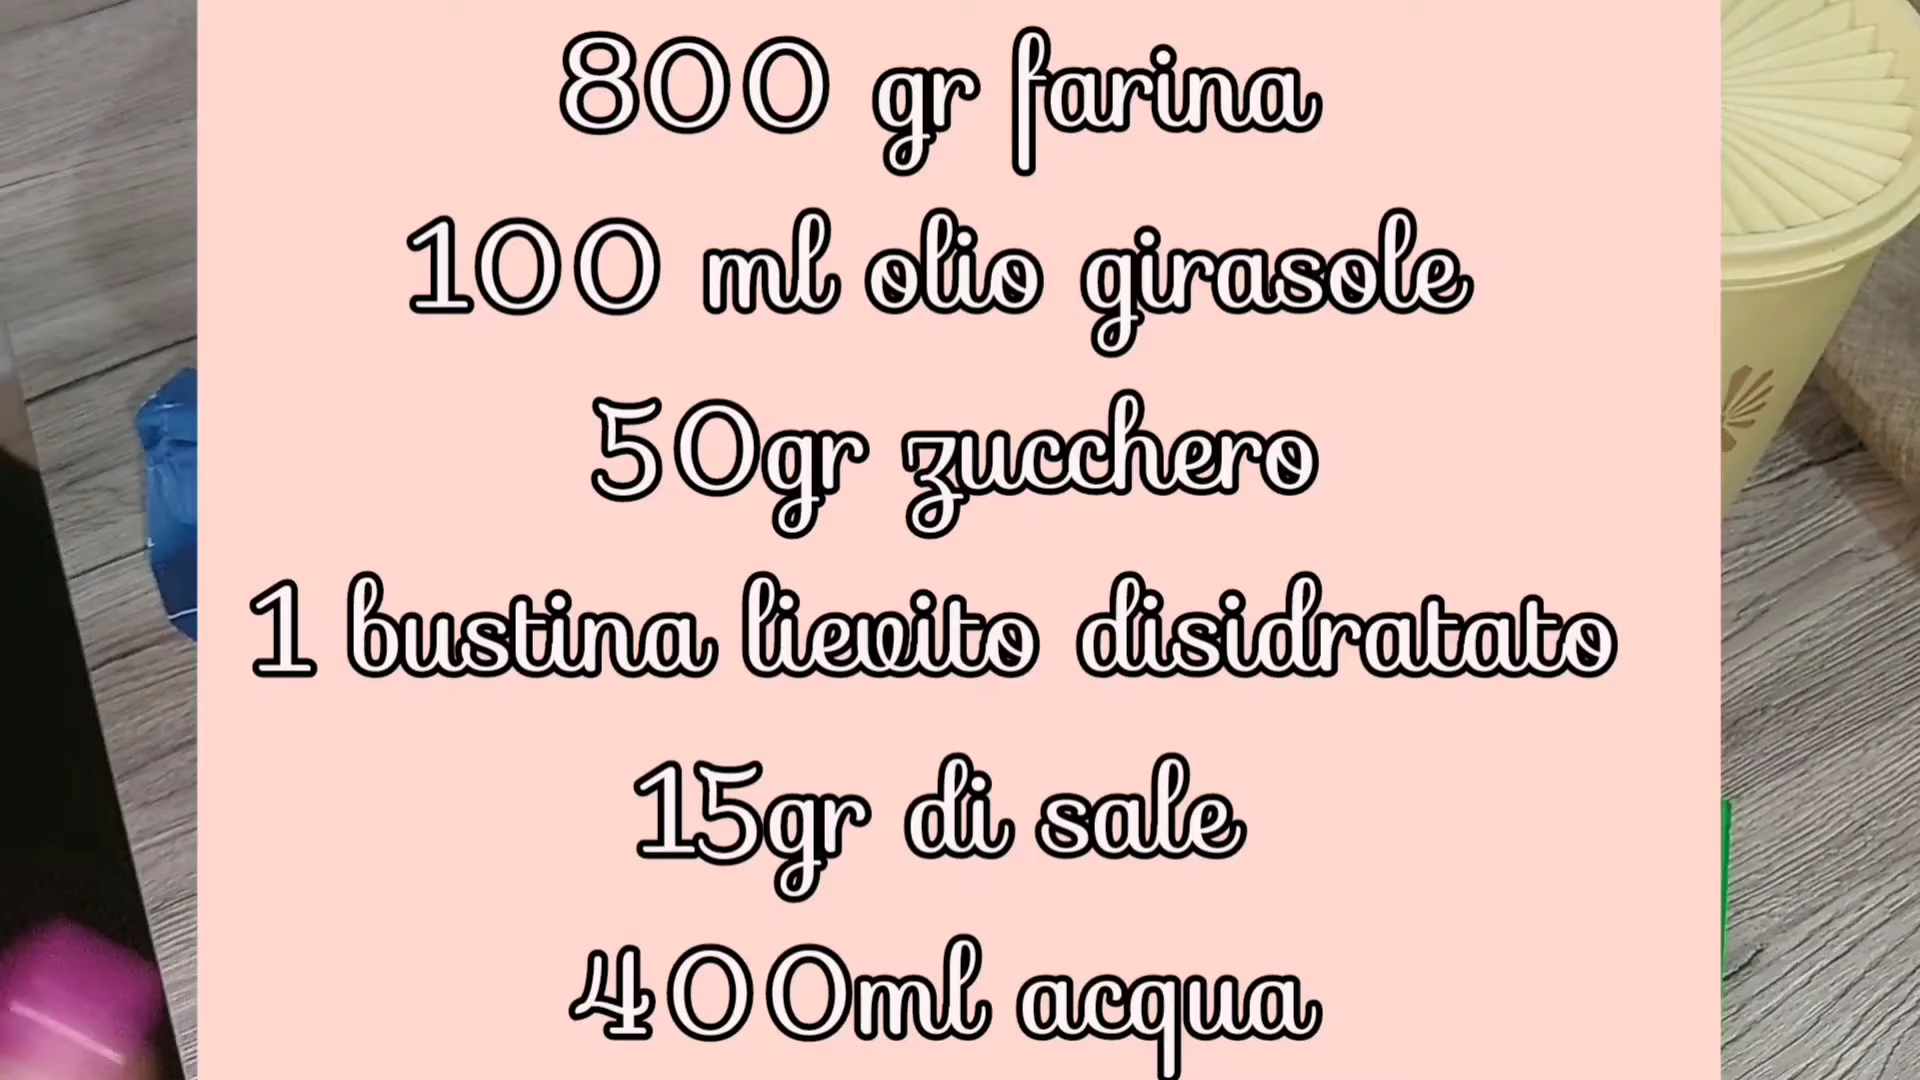 800 gr farina
100 ml olio girasole
50gr zucchero
1 bustina lievito disidratato
15gr di sale
400ml acqua